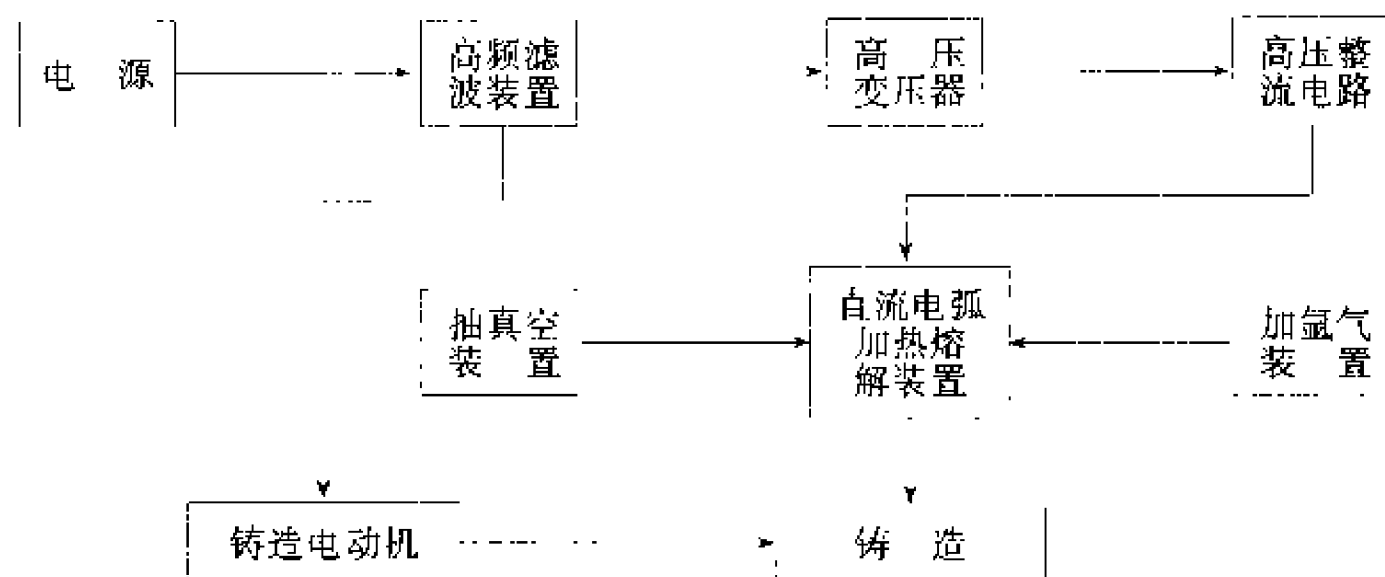 电 源
高频滤
波装置
高 压
变压器
高压整
流电路
抽真空
装 置
直流电弧
加热熔
解装置
加氩气
装 置
铸造电动机
铸 造